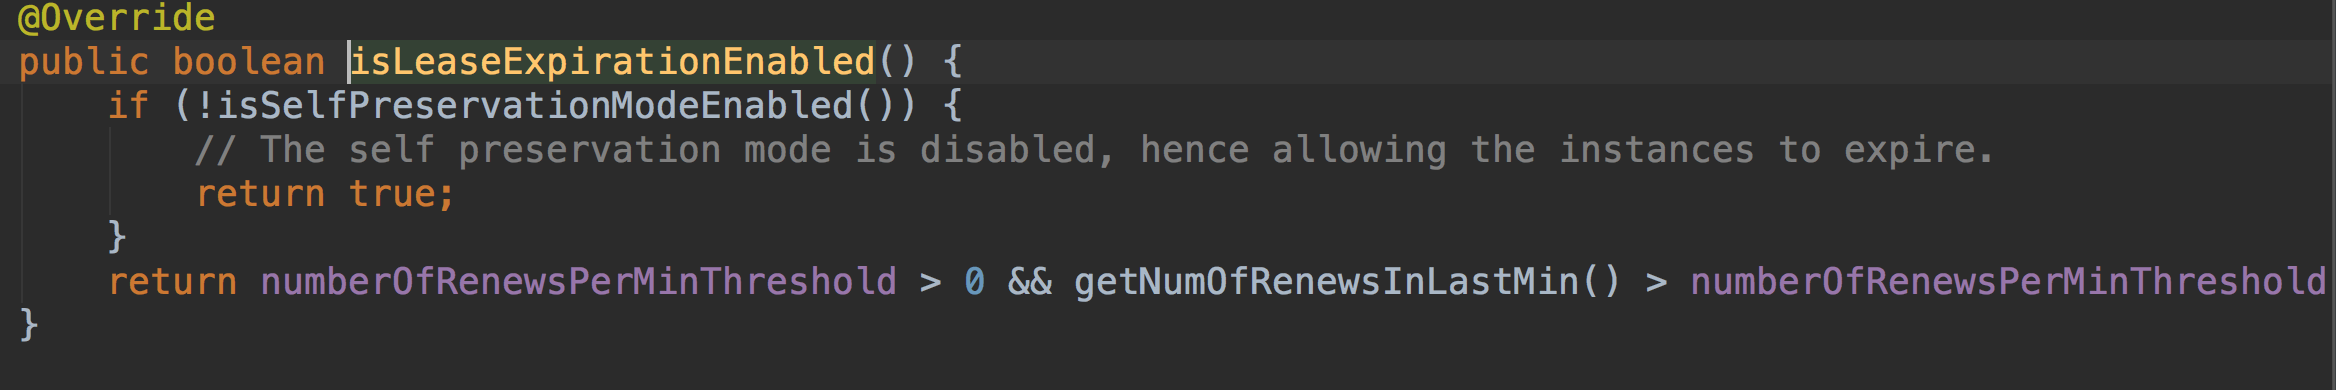 @Override
public boolean isLeaseExpirationEnabled() {
    if (!isSelfPreservationModeEnabled()) {
        // The self preservation mode is disabled, hence allowing the instances to expire.
        return true;
    }
    return numberOfRenewsPerMinThreshold > 0 && getNumOfRenewsInLastMin() > numberOfRenewsPerMinThreshold
}